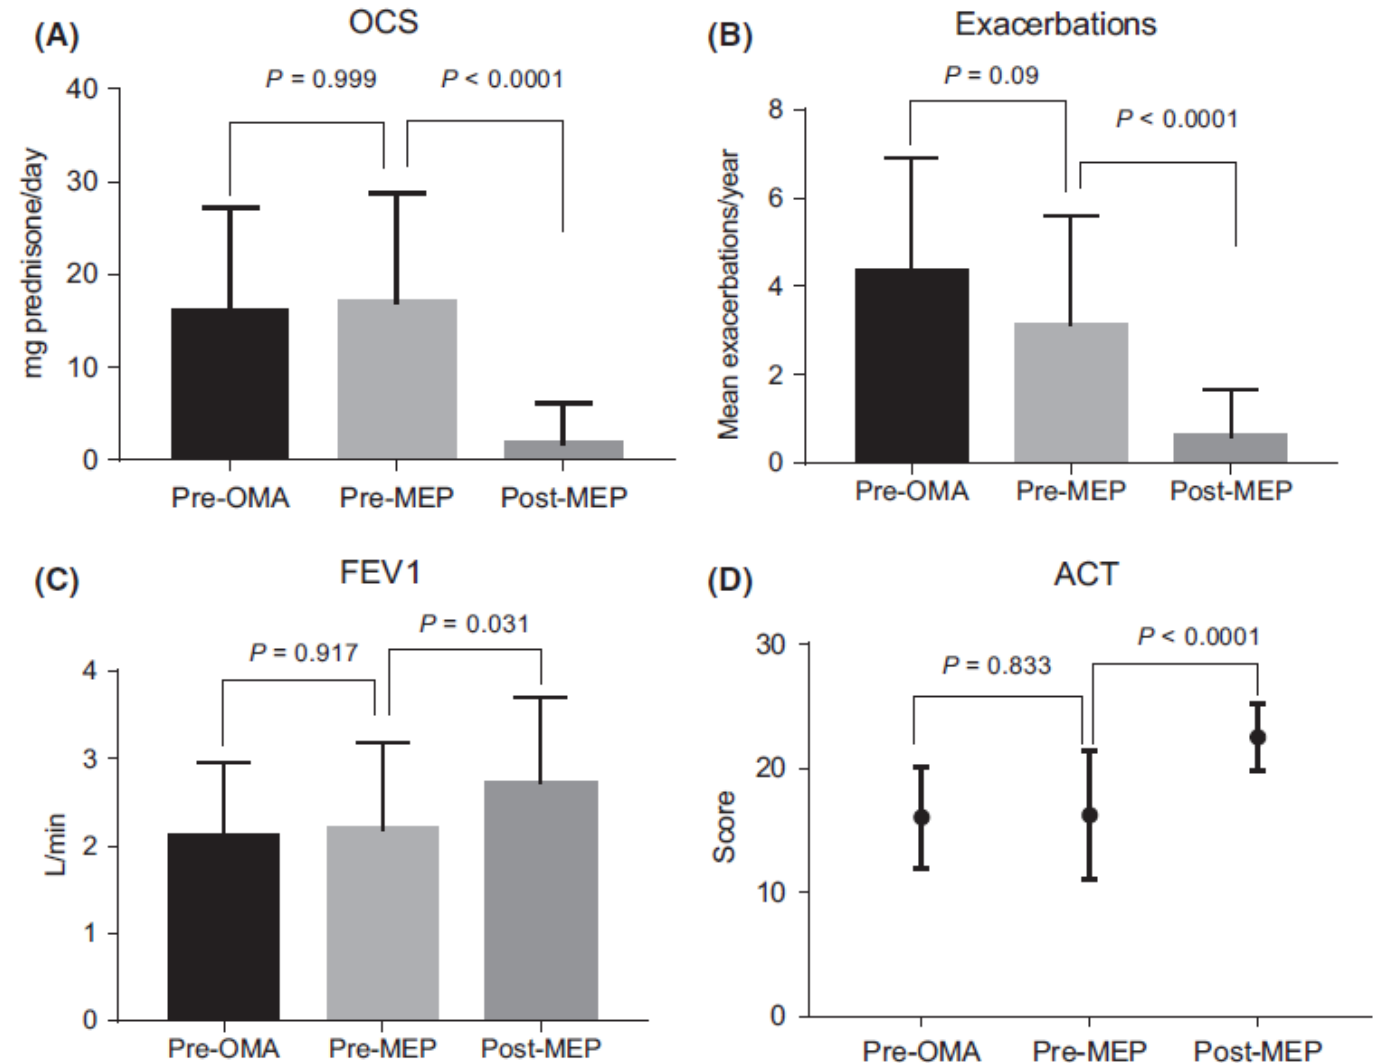 (A)
OCS
P = 0.999
P < 0.0001
mg prednisone/day
40
30
20
10
0
Pre-OMA
Pre-MEP
Post-MEP
(B)
Exacerbations
P = 0.09
P < 0.0001
Mean exacerbations/year
8
6
4
2
0
Pre-OMA
Pre-MEP
Post-MEP
(C)
FEV1
P = 0.917
P = 0.031
L/min
4
3
2
1
0
Pre-OMA
Pre-MEP
Post-MEP
(D)
ACT
P = 0.833
P < 0.0001
Score
30
20
10
0
Pre-OMA
Pre-MEP
Post-MEP